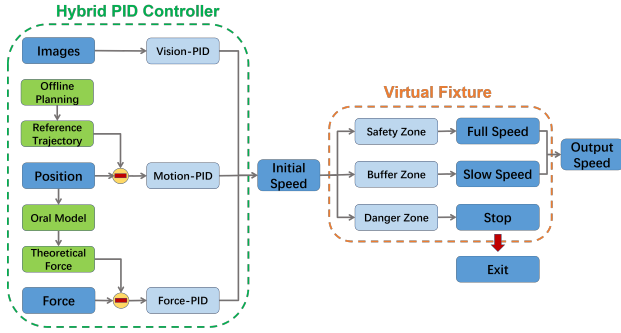 Hybrid PID Controller
Images
Vision-PID
Offline
Planning
Reference
Trajectory
Position
Motion-PID
Oral Model
Theoretical
Force
Force
Force-PID
Initial
Speed
Virtual Fixture
Safety Zone
Full Speed
Buffer Zone
Slow Speed
Danger Zone
Stop
Exit
Output
Speed